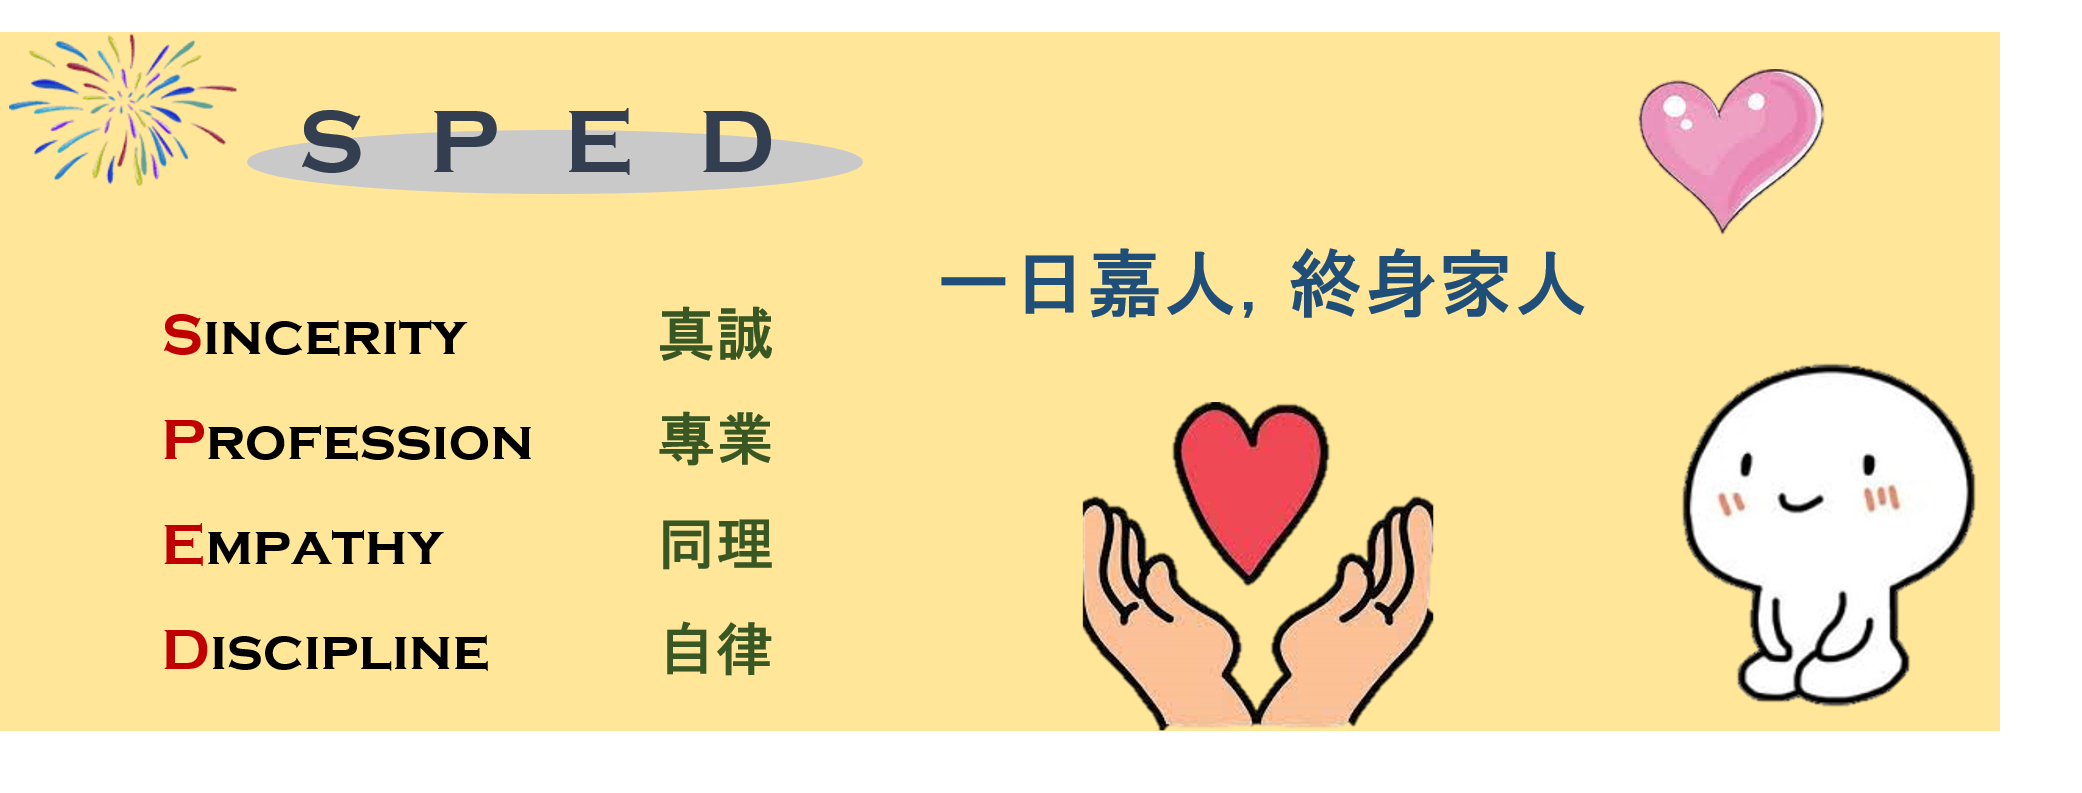 S P E D
一日嘉人, 終身家人
SINCERITY 真誠
PROFESSION 專業
EMPATHY 同理
DISCIPLINE 自律